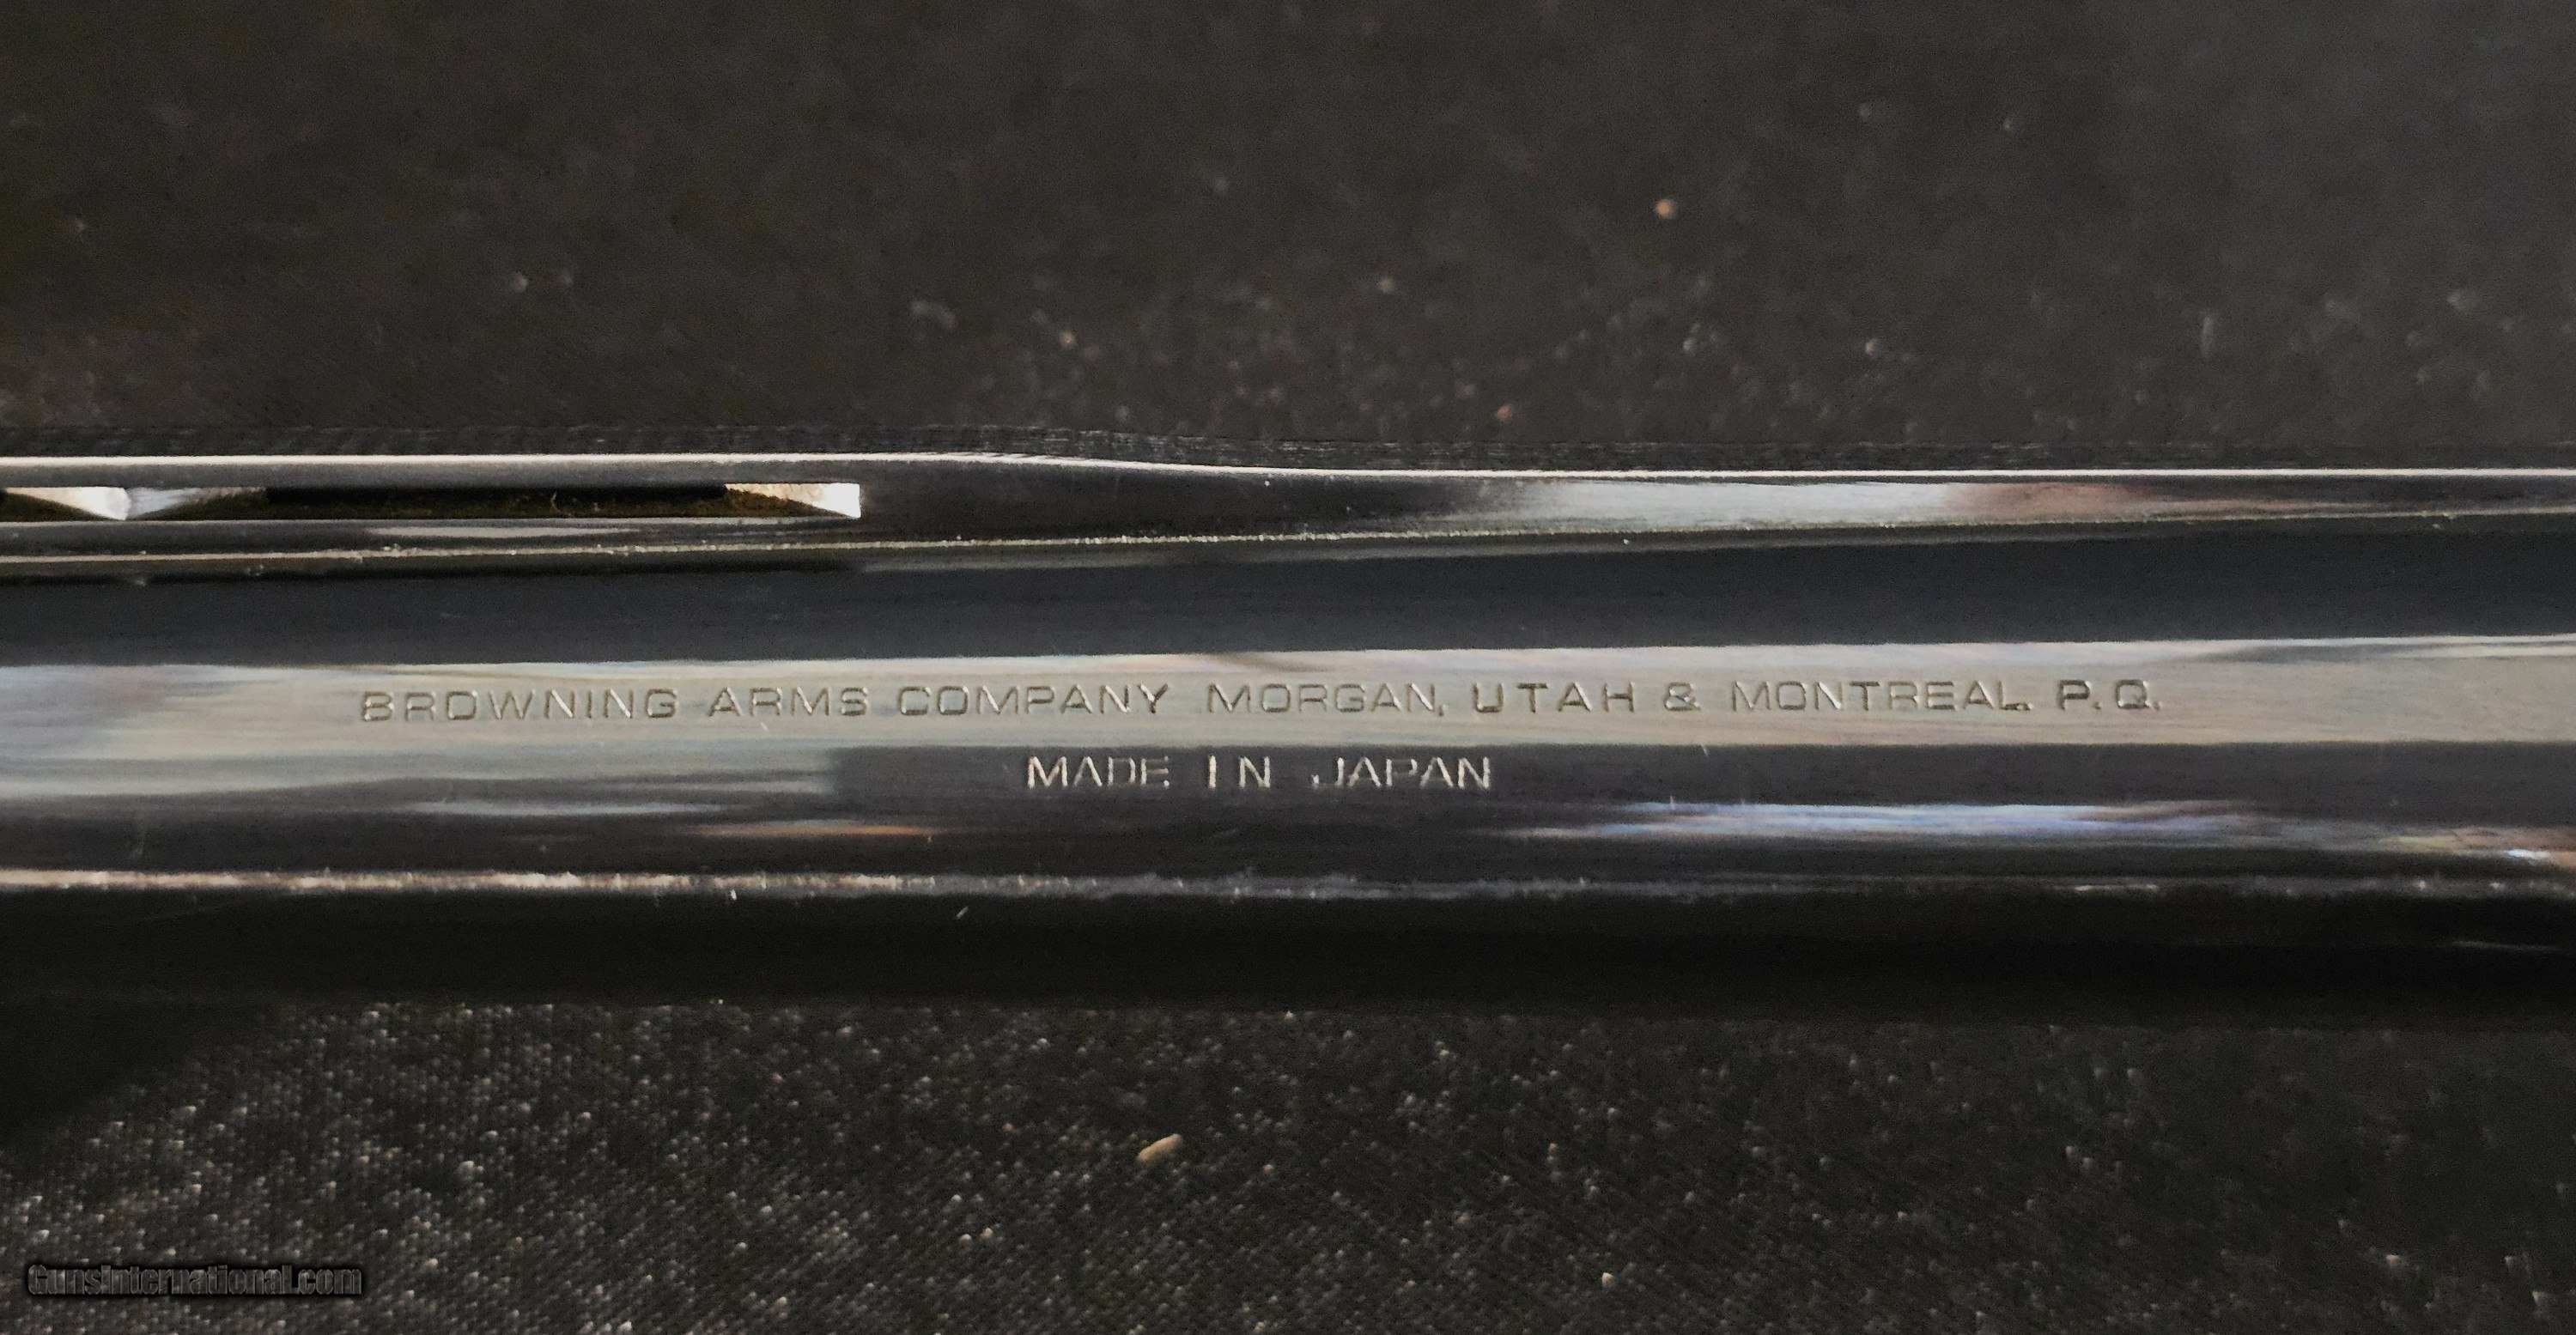 BROWNING ARMS COMPANY MORGAN, UTAH & MONTREAL P.Q.
MADE IN JAPAN
GunsInternational.com